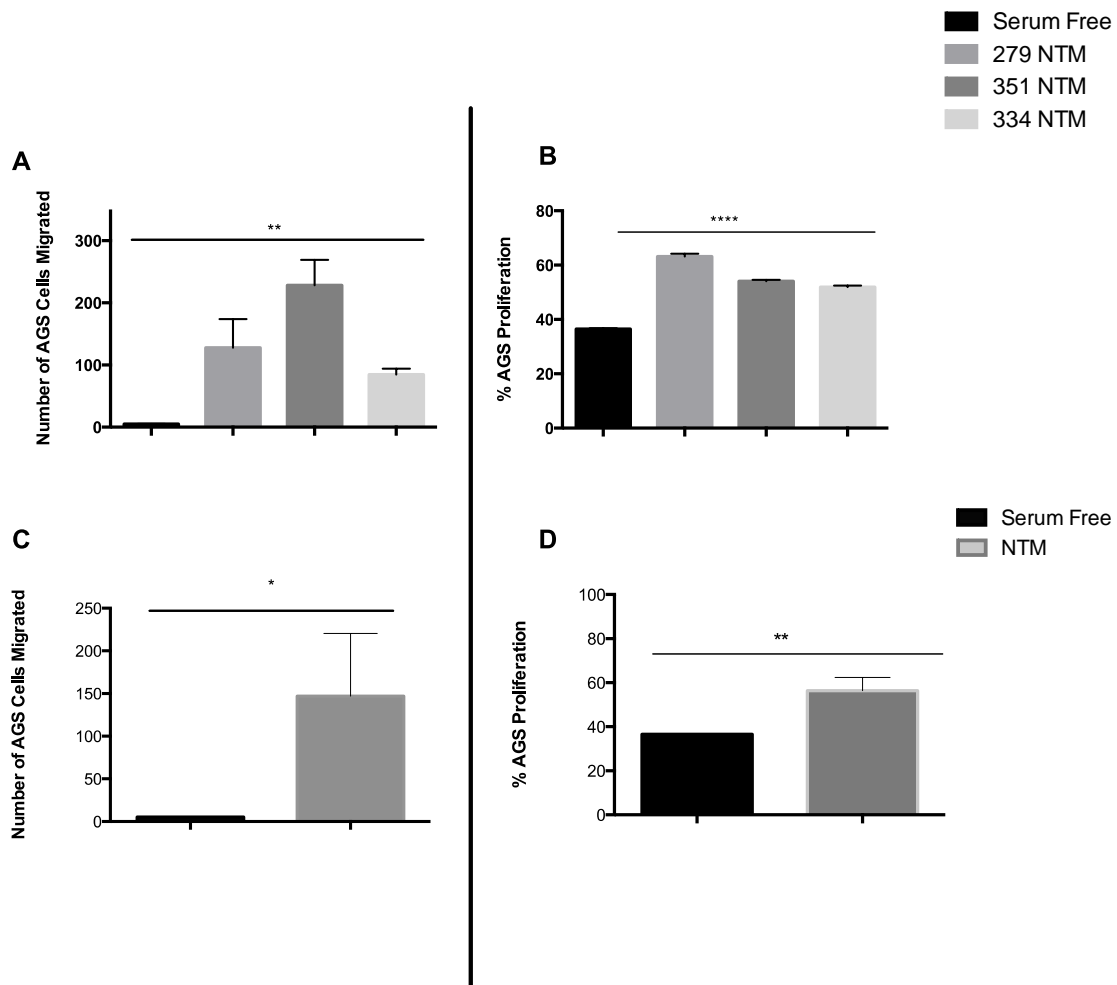 Serum Free
279 NTM
351 NTM
334 NTM
A
Number of AGS Cells Migrated
300
200
100
0
**
B
% AGS Proliferation
80
60
40
20
0
****
C
Number of AGS Cells Migrated
250
200
150
100
50
0
*
Serum Free
NTM
D
% AGS Proliferation
100
80
60
40
20
0
**